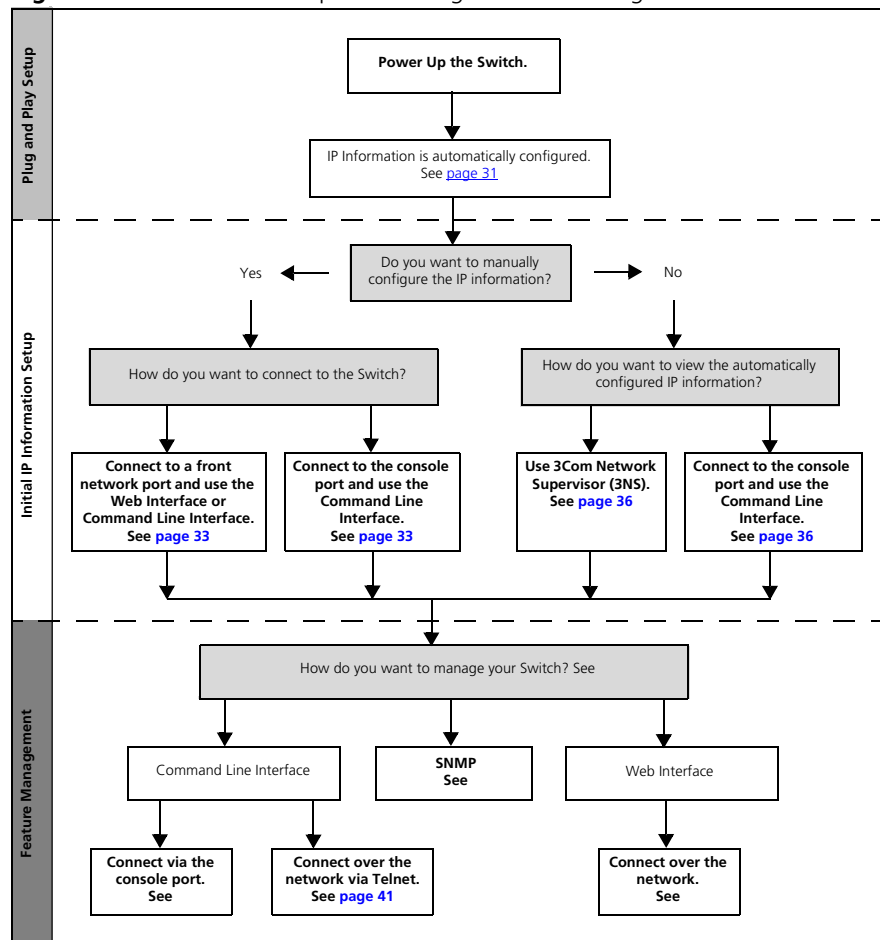 Plug and Play Setup
Power Up the Switch.
IP Information is automatically configured.
See page 31
Initial IP Information Setup
Do you want to manually
configure the IP information?
Yes
No
How do you want to connect to the Switch?
How do you want to view the automatically
configured IP information?
Connect to a front
network port and use the
Web Interface or
Command Line Interface.
See page 33
Connect to the console
port and use the
Command Line
Interface.
See page 33
Use 3Com Network
Supervisor (3NS).
See page 36
Connect to the console
port and use the
Command Line
Interface.
See page 36
Feature Management
How do you want to manage your Switch? See
Command Line Interface
SNMP
See
Web Interface
Connect via the
console port.
See
Connect over the
network via Telnet.
See page 41
Connect over the
network.
See